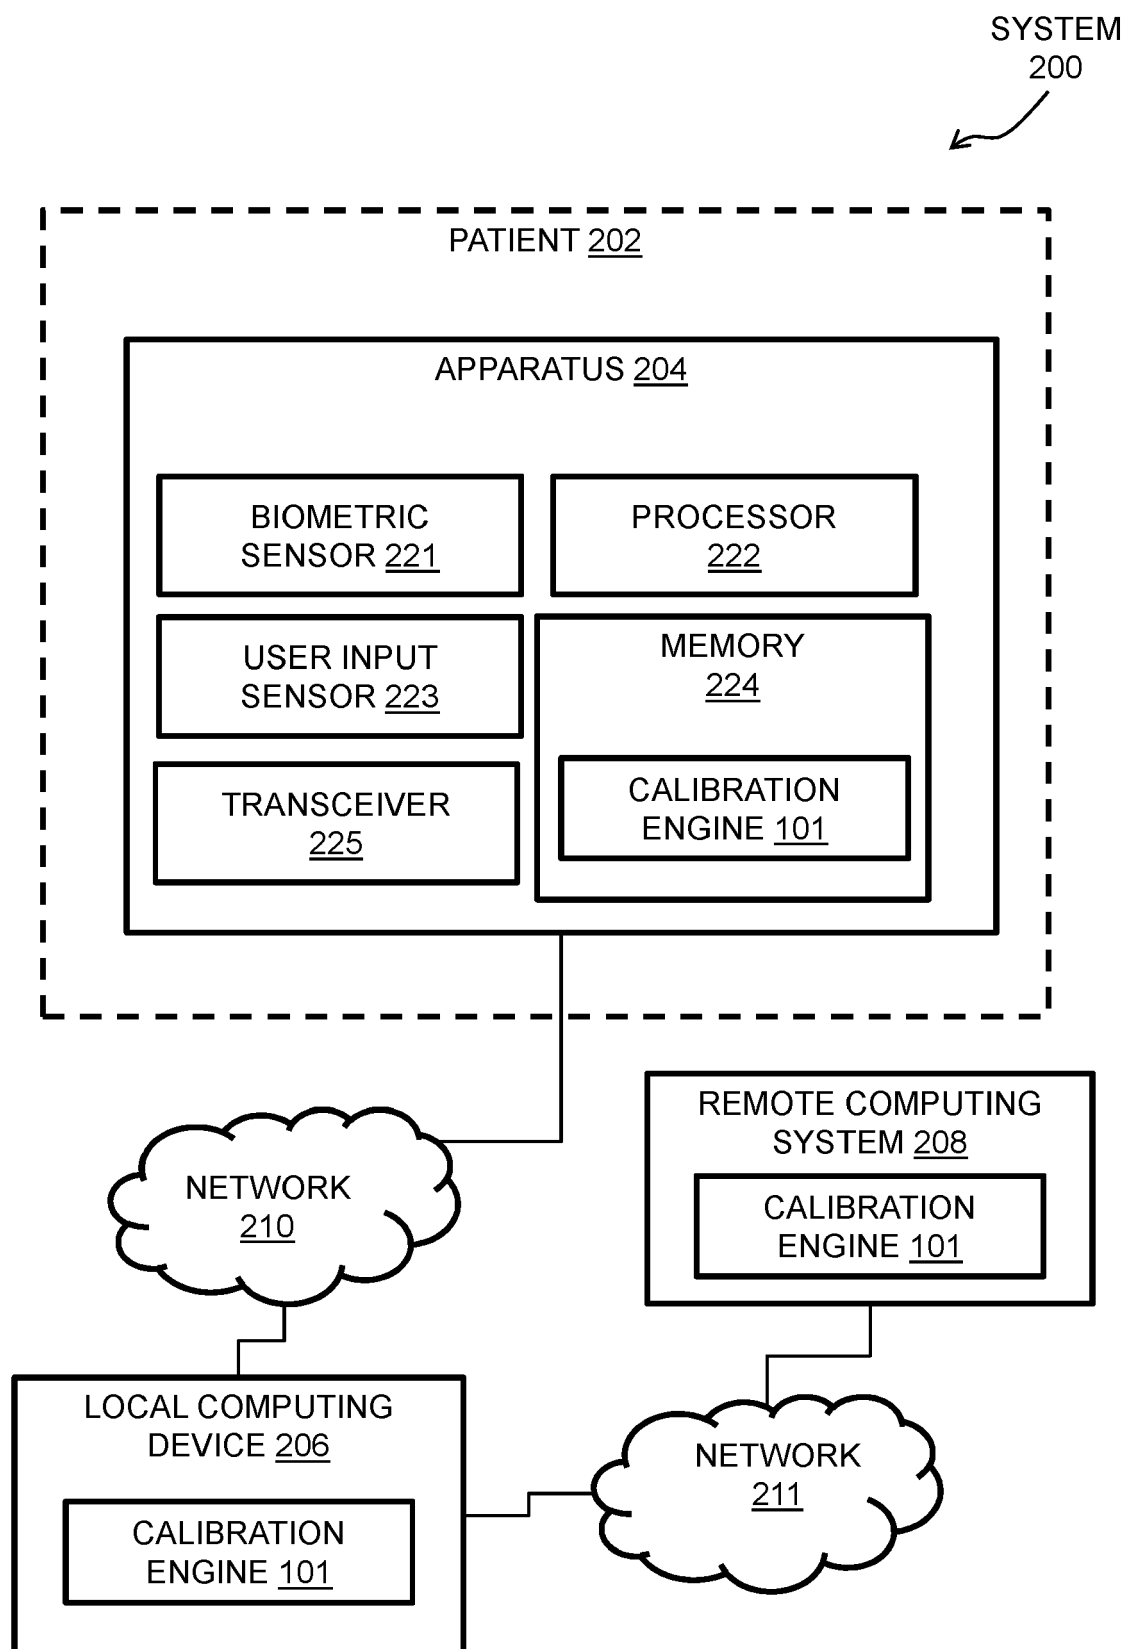 SYSTEM
200
PATIENT 202
APPARATUS 204
BIOMETRIC
SENSOR 221
PROCESSOR
222
USER INPUT
SENSOR 223
MEMORY
224
TRANSCEIVER
225
CALIBRATION
ENGINE 101
REMOTE COMPUTING
SYSTEM 208
CALIBRATION
ENGINE 101
NETWORK
210
LOCAL COMPUTING
DEVICE 206
CALIBRATION
ENGINE 101
NETWORK
211